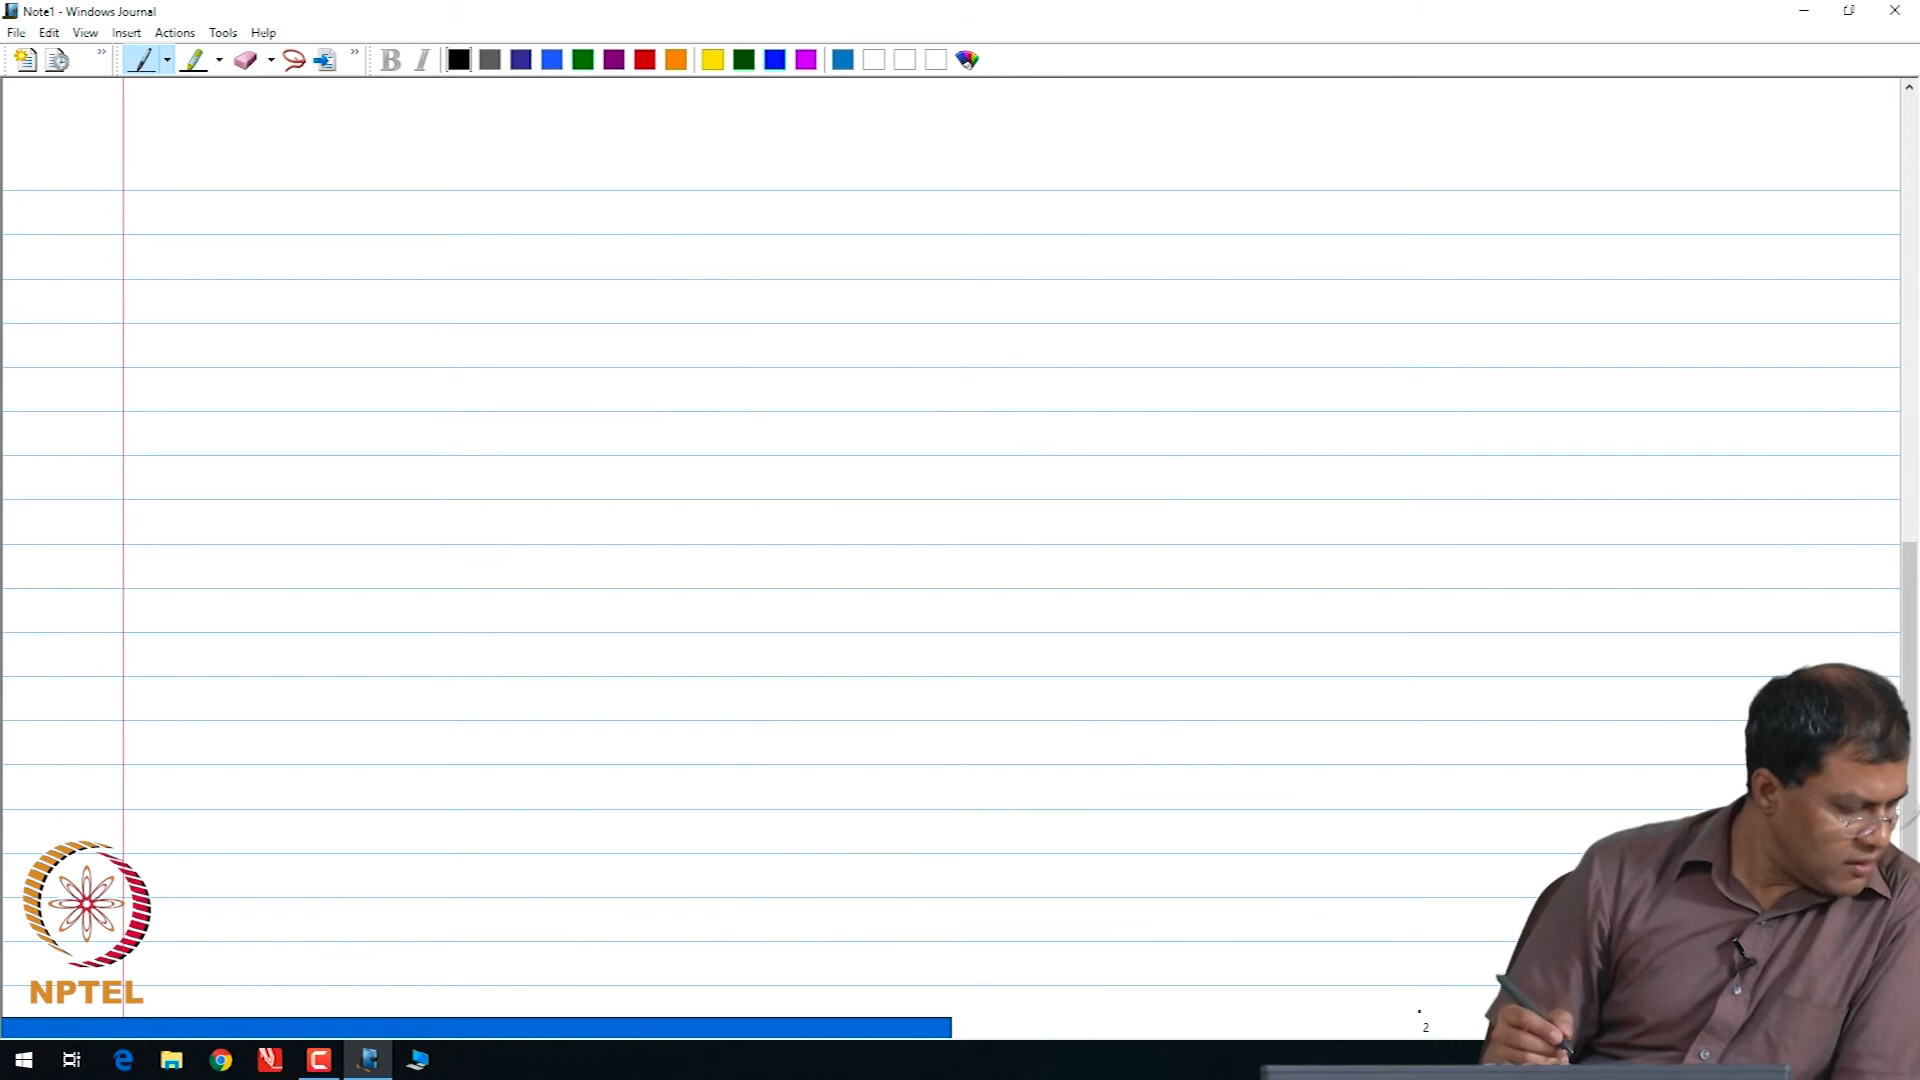 Note1 - Windows Journal
File Edit View Insert Actions Tools Help
B I
NPTEL
2